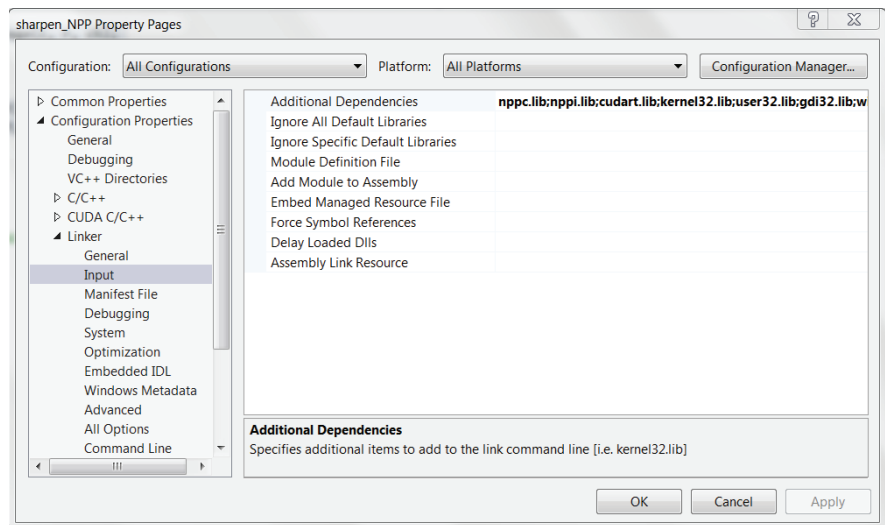 sharpen_NPP Property Pages
Configuration: All Configurations Platform: All Platforms Configuration Manager...
Common Properties
Configuration Properties
General
Debugging
VC++ Directories
C/C++
CUDA C/C++
Linker
General
Input
Manifest File
Debugging
System
Optimization
Embedded IDL
Windows Metadata
Advanced
All Options
Command Line
Additional Dependencies nppc.lib;nppi.lib;cudart.lib;kernel32.lib;user32.lib;gdi32.lib;w
Ignore All Default Libraries
Ignore Specific Default Libraries
Module Definition File
Add Module to Assembly
Embed Managed Resource File
Force Symbol References
Delay Loaded Dlls
Assembly Link Resource
Additional Dependencies
Specifies additional items to add to the link command line [i.e. kernel32.lib]
OK Cancel Apply